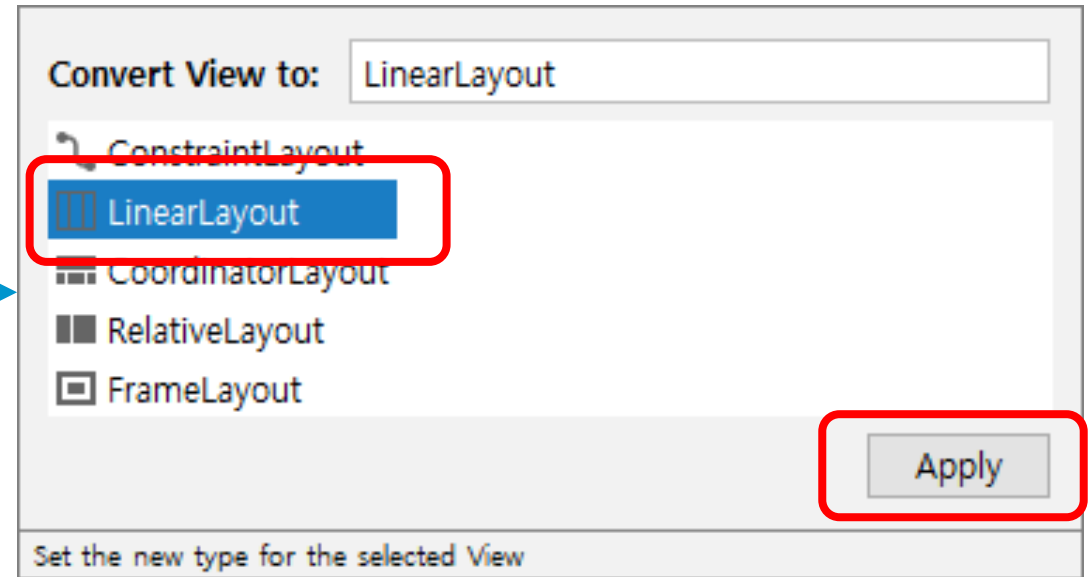 Convert View to: LinearLayout
ConstraintLayout
LinearLayout
CoordinatorLayout
RelativeLayout
FrameLayout
Apply
Set the new type for the selected View